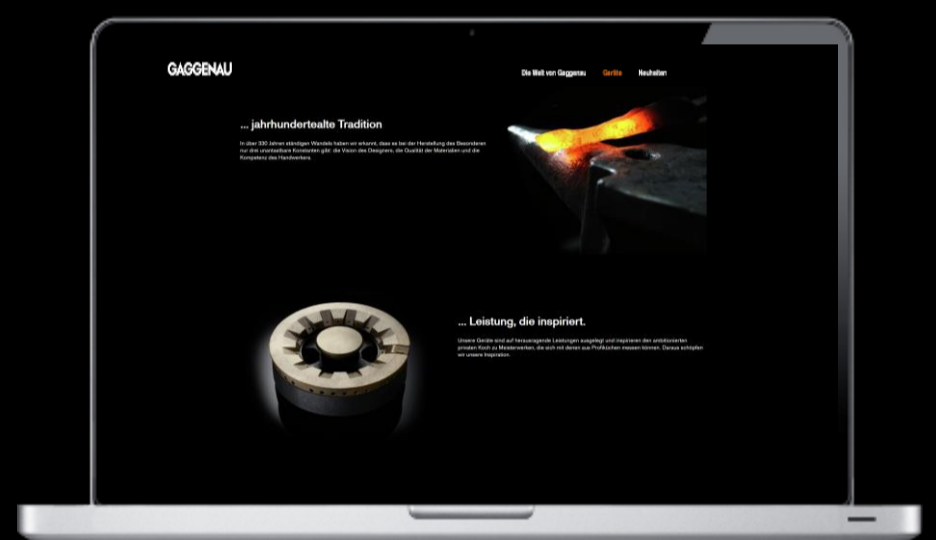 GAGGENAU
Die Welt von Gaggenau Geräte Neuheiten
... jahrhundertealte Tradition
In über 330 Jahren ständigen Wandels haben wir erkannt, dass es bei der Herstellung des Besonderen
nur drei unantastbare Konstanten gibt: die Vision des Designers, die Qualität der Materialien und die
Kompetenz des Handwerkers.
... Leistung, die inspiriert.
Unsere Geräte sind auf herausragende Leistungen ausgelegt und inspirieren den ambitionierten
privaten Koch zu Meisterwerken, die sich mit denen aus Profiküchen messen können. Daraus schöpfen
wir unsere Inspiration.